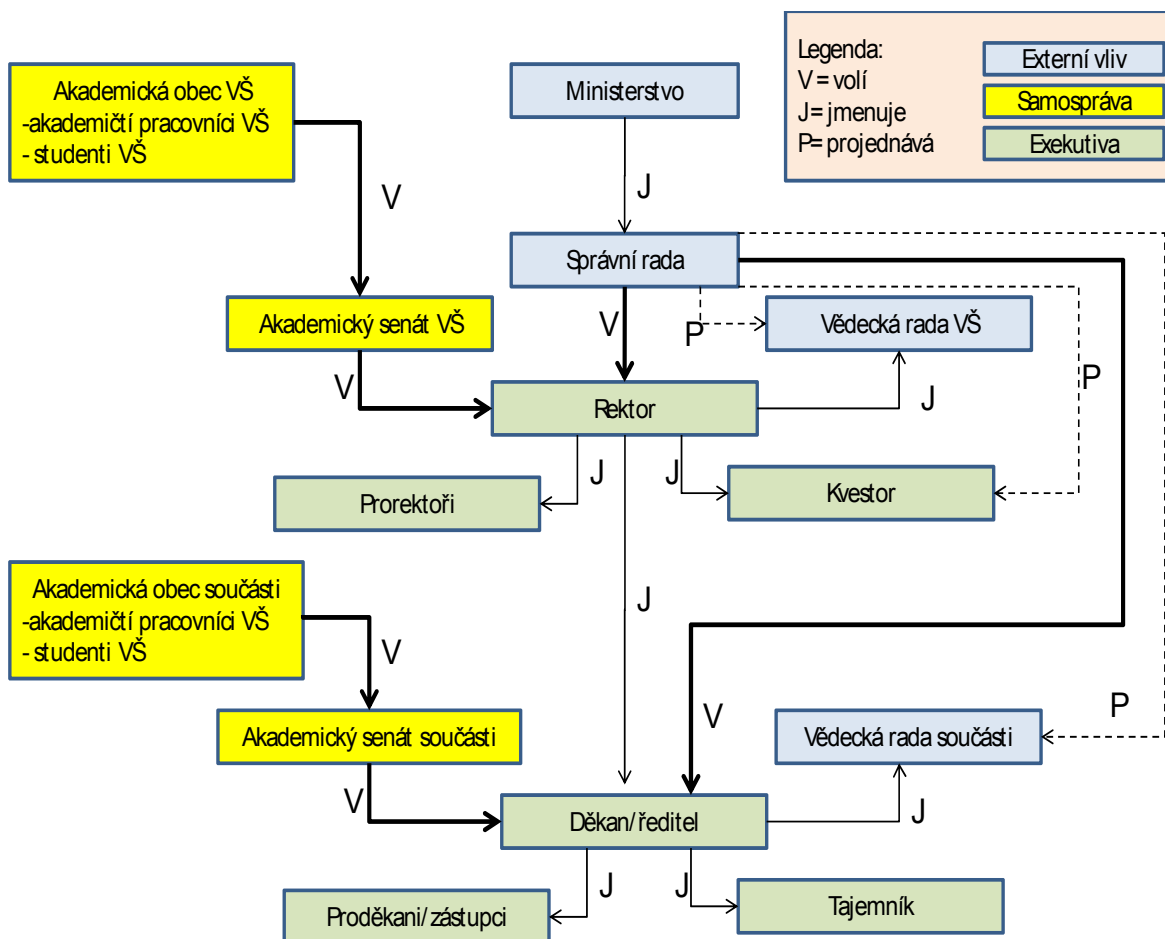 Legenda:
V = volí
J = jmenuje
P= projednává
Externí vliv
Samospráva
Exekutiva
Akademická obec VŠ
-akademičtí pracovníci VŠ
- studenti VŠ
Ministerstvo
V
J
Správní rada
Akademický senát VŠ
V
P
Vědecká rada VŠ
V
P
Rektor
J
J
J
Prorektoři
Kvestor
Akademická obec součásti
-akademičtí pracovníci VŠ
- studenti VŠ
J
V
V
P
Akademický senát součásti
Vědecká rada součásti
V
Děkan/ ředitel
J
J
J
Proděkani/ zástupci
Tajemník